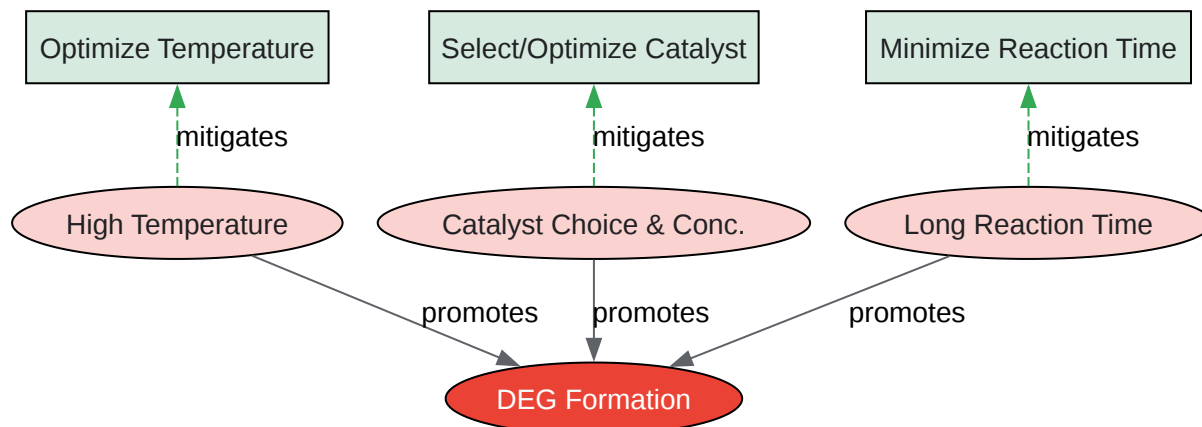 Optimize Temperature
Select/Optimize Catalyst
Minimize Reaction Time
mitigates
mitigates
mitigates
High Temperature
Catalyst Choice & Conc.
Long Reaction Time
promotes
promotes
promotes
DEG Formation